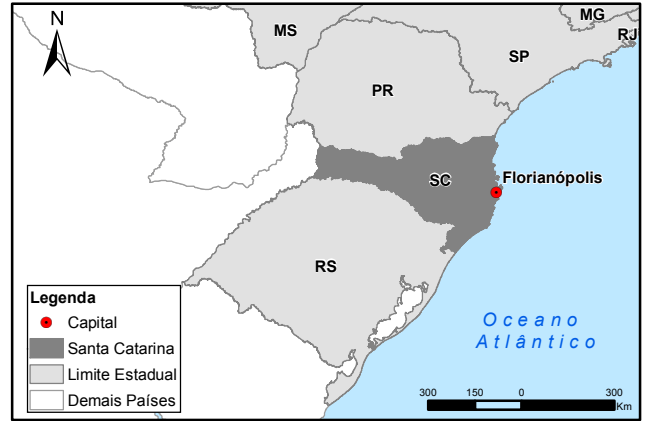 N
MS
MG
RJ
SP
PR
SC
Florianópolis
RS
Legenda
Capital
Santa Catarina
Limite Estadual
Demais Países
Oceano
Atlântico
300 150 0 300
Km